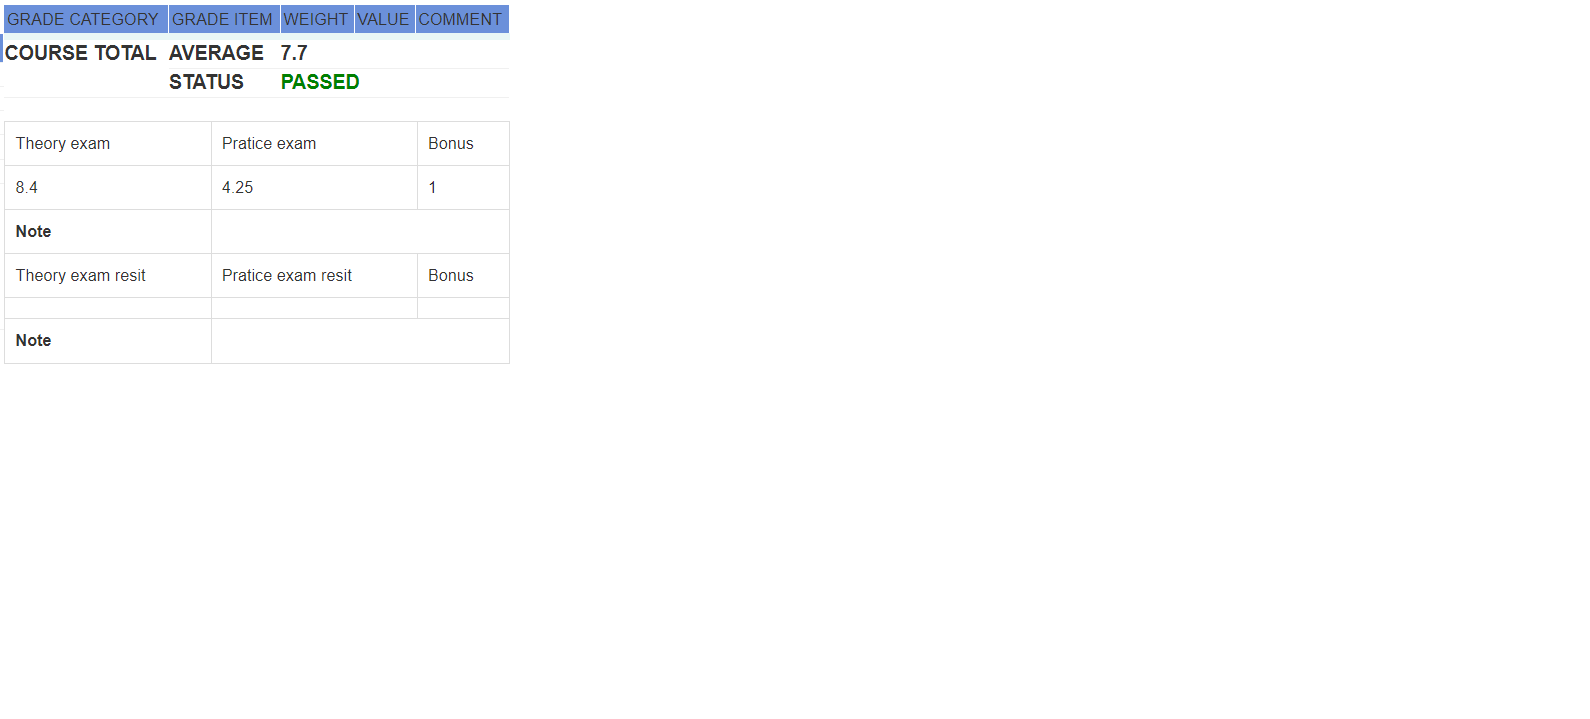 GRADE CATEGORY GRADE ITEM WEIGHT VALUE COMMENT
COURSE TOTAL AVERAGE 7.7
STATUS PASSED
Theory exam Pratice exam Bonus
8.4 4.25 1
Note
Theory exam resit Pratice exam resit Bonus
Note